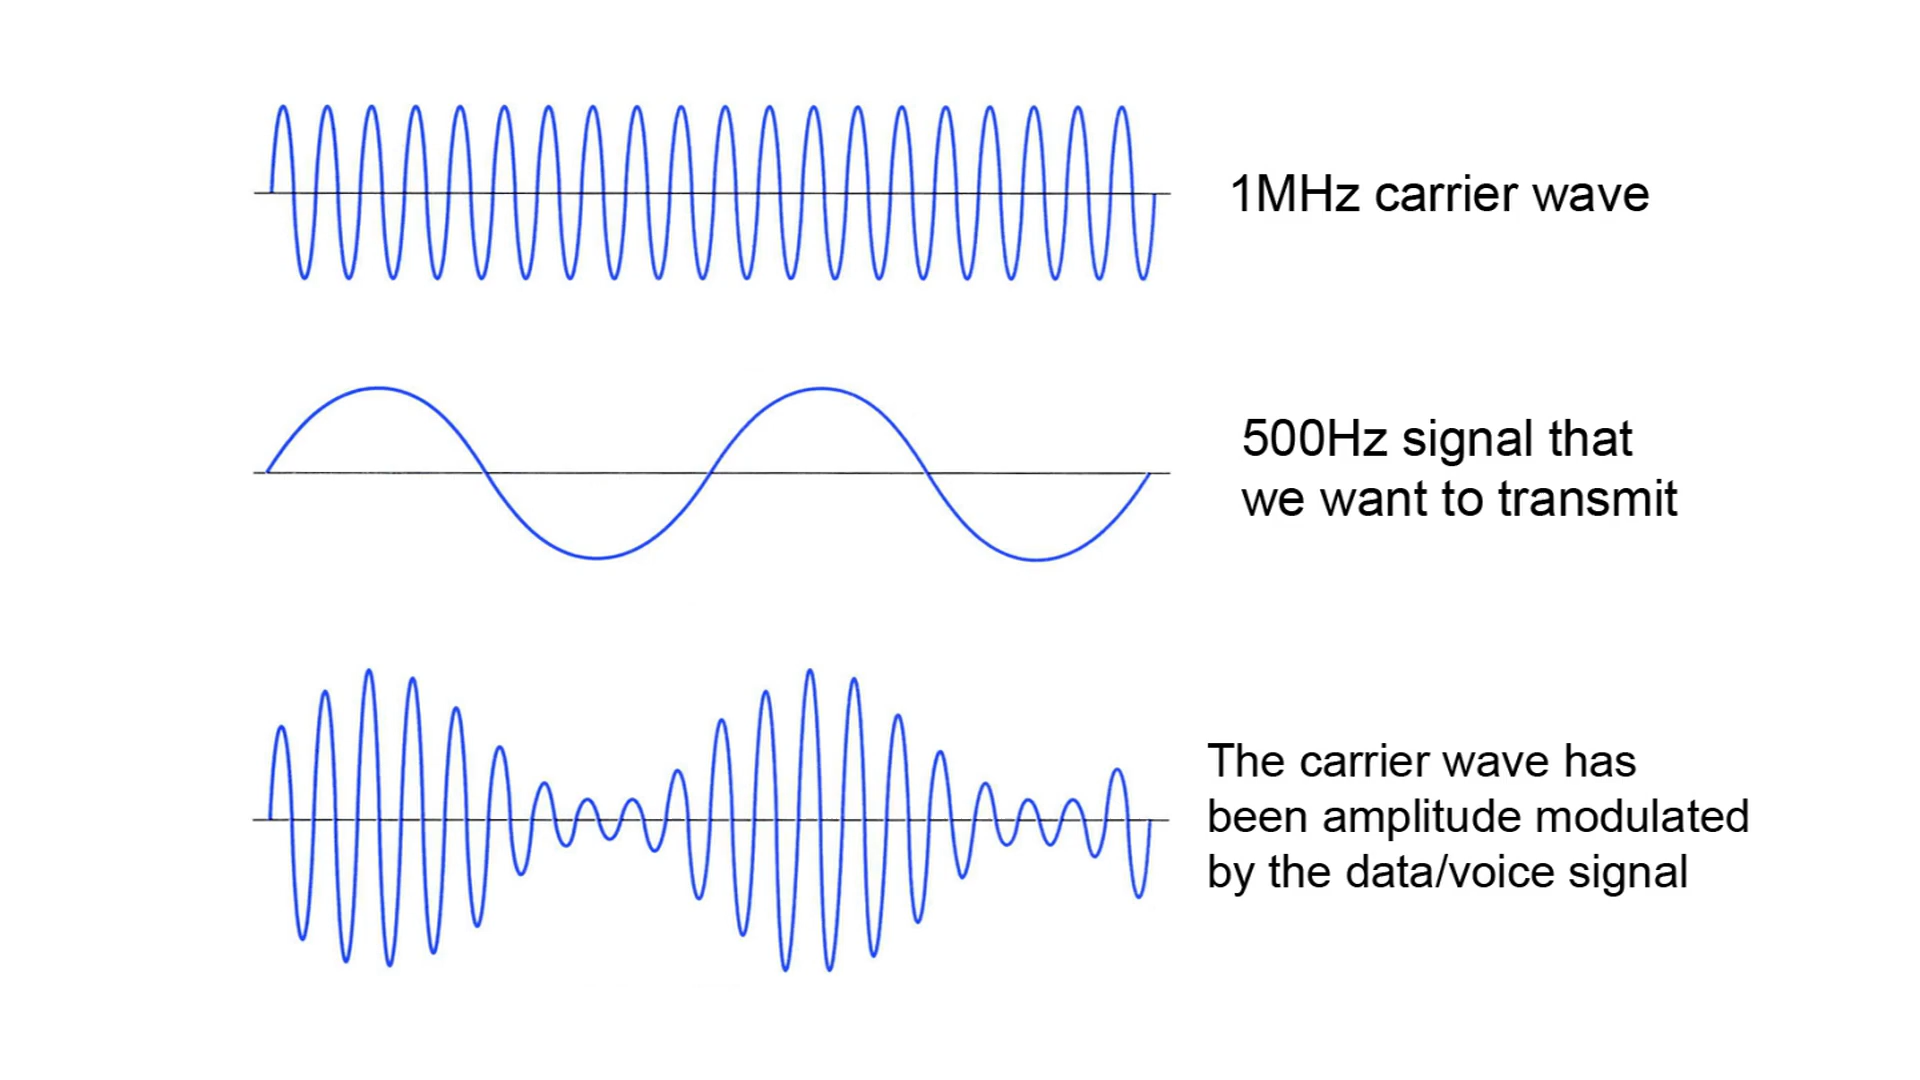 1MHz carrier wave
500Hz signal that
we want to transmit
The carrier wave has
been amplitude modulated
by the data/voice signal